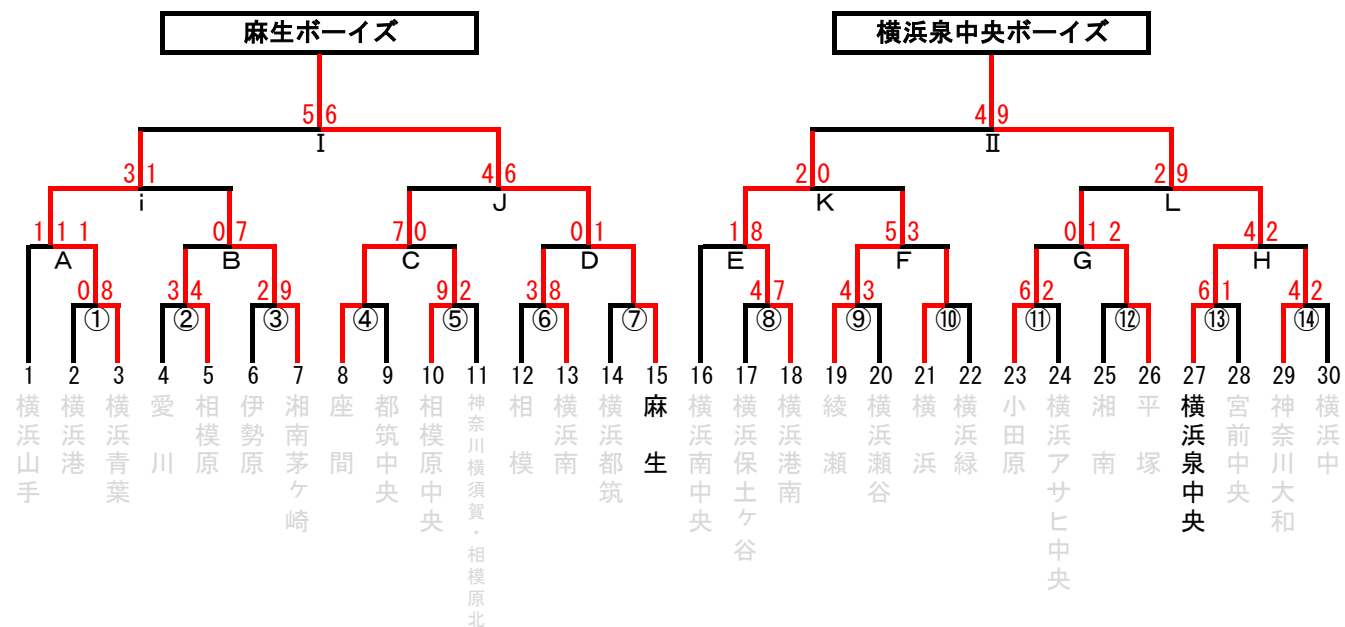 麻生ボーイズ 横浜泉中央ボーイズ
5 6 4 9
Ⅰ Ⅱ
3 1 4 6 2 0 2 9
i J K L
1 1 1 0 7 7 0 0 1 1 8 5 3 0 1 2 4 2
A B C D E F G H
0 8 3 4 2 9 9 2 3 8 4 7 4 3 6 2 6 1 4 2
① ② ③ ④ ⑤ ⑥ ⑦ ⑧ ⑨ ⑩ ⑪ ⑫ ⑬ ⑭
1 2 3 4 5 6 7 8 9 10 11 12 13 14 15 16 17 18 19 20 21 22 23 24 25 26 27 28 29 30
横浜山手
横浜港
横浜青葉
愛川
相模原
伊勢原
湘南茅ヶ崎
座間
都筑中央
相模原中央
神奈川横須賀・相模原北
相模
横浜南
横浜都筑
麻生
横浜南中央
横浜保土ケ谷
横浜港南
綾瀬
横浜瀬谷
横浜
横浜緑
小田原
横浜アサヒ中央
湘南
平塚
横浜泉中央
宮前中央
神奈川大和
横浜中